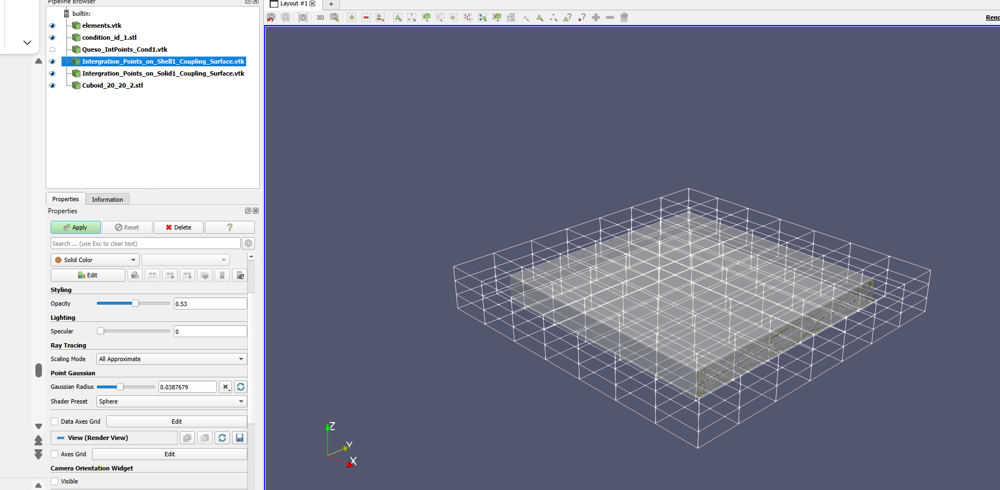 Pipeline Browser
builtin:
elements.vtk
condition_id_1.stl
Queso_IntPoints_Cond1.vtk
Intergration_Points_on_Shell1_Coupling_Surface.vtk
Intergration_Points_on_Solid1_Coupling_Surface.vtk
Cuboid_20_20_2.stl
Properties
Information
Properties
Apply
Reset
Delete
?
Search ... (use Esc to clear text)
Solid Color
Edit
Styling
Opacity
0.53
Lighting
Specular
0
Ray Tracing
Scaling Mode
All Approximate
Point Gaussian
Gaussian Radius
0.0387679
Shader Preset
Sphere
Data Axes Grid
Edit
View (Render View)
Axes Grid
Edit
Camera Orientation Widget
Visible
Layout #1
+
3D
Rend
Z
Y
X